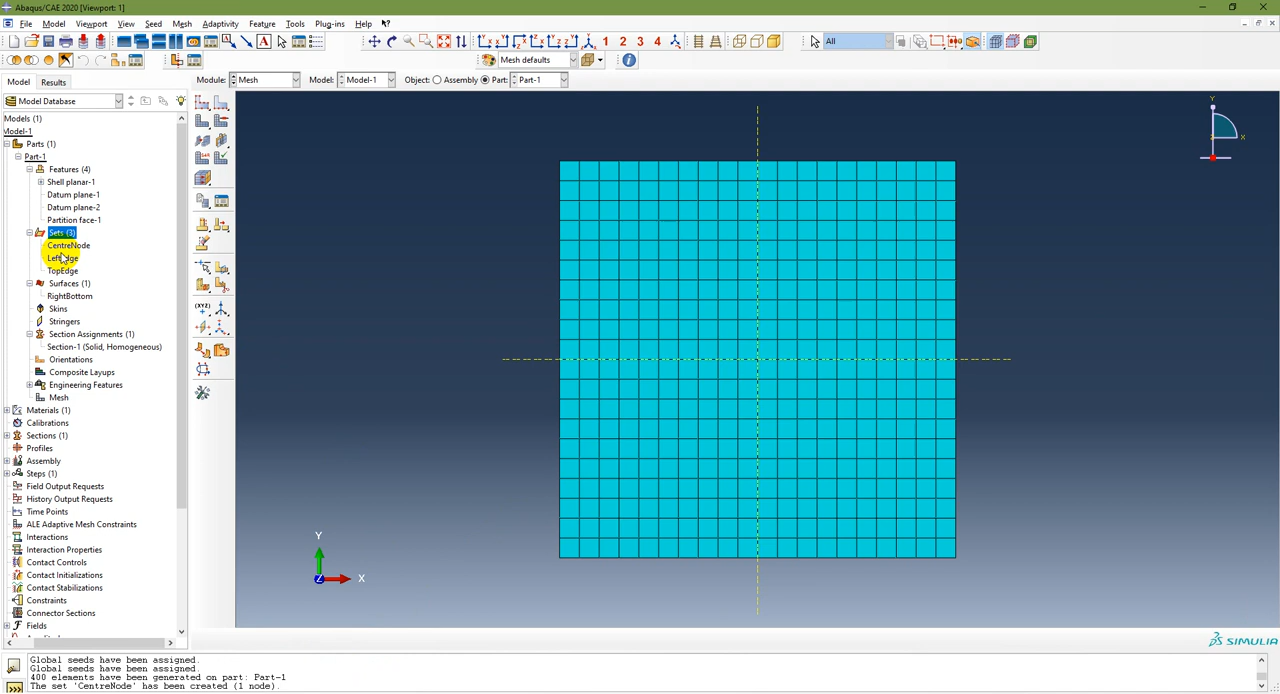 Abaqus/CAE 2020 [Viewport: 1]
File Model Viewport View Seed Mesh Adaptivity Feature Tools Plug-ins Help
A 1 2 3 4 All
Mesh defaults
Model Results Module: Mesh Model: Model-1 Object: Assembly Part: Part-1
Model Database
Models (1)
Model-1
Parts (1)
Part-1
Features (4)
Shell planar-1
Datum plane-1
Datum plane-2
Partition face-1
Sets (3)
CentreNode
LeftEdge
TopEdge
Surfaces (1)
RightBottom
Skins
Stringers
Section Assignments (1)
Section-1 (Solid, Homogeneous)
Orientations
Composite Layups
Engineering Features
Mesh
Materials (1)
Calibrations
Sections (1)
Profiles
Assembly
Steps (1)
Field Output Requests
History Output Requests
Time Points
ALE Adaptive Mesh Constraints
Interactions
Interaction Properties
Contact Controls
Contact Initializations
Contact Stabilizations
Constraints
Connector Sections
Fields
(XYZ)
Y
X
Y
Z
X
SIMULIA
Global seeds have been assigned.
Global seeds have been assigned.
400 elements have been generated on part: Part-1
The set 'CentreNode' has been created (1 node).